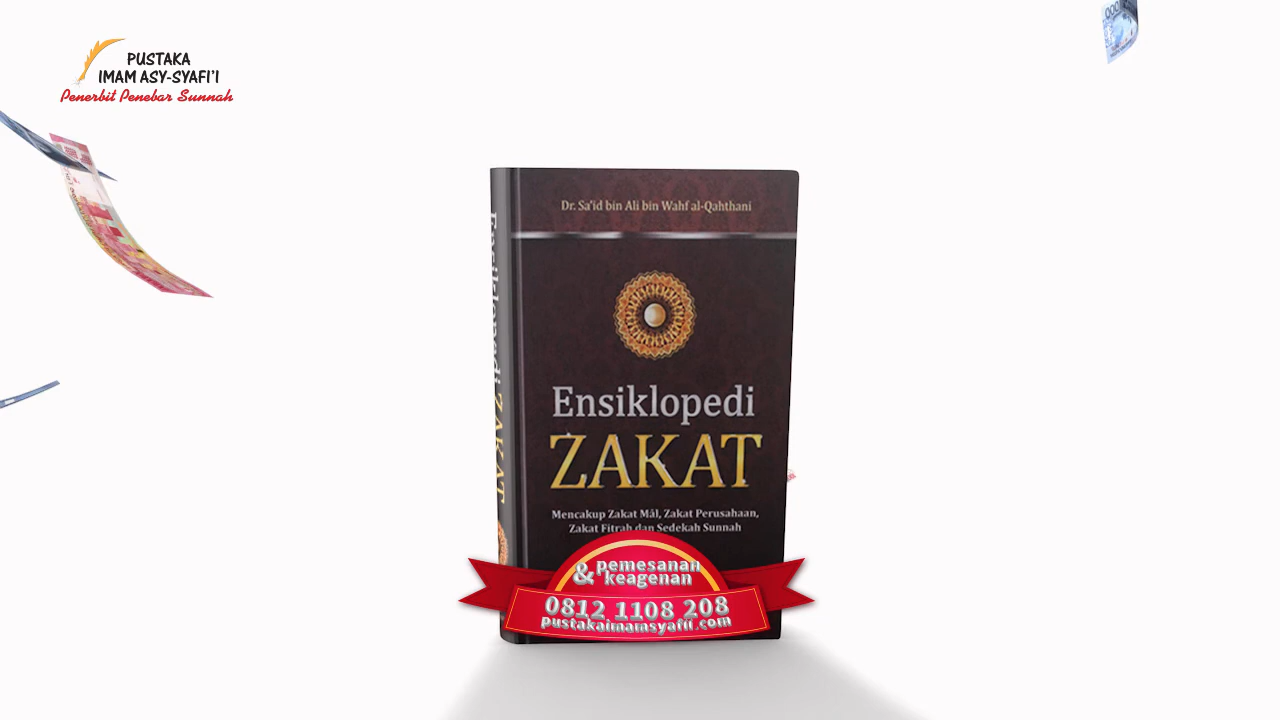 PUSTAKA
IMAM ASY-SYAFI'I
Penerbit Penebar Sunnah
000
Dr. Sa'id bin Ali bin Wahf al-Qahthani
Ensiklopedi
ZAKAT
Mencakup Zakat Mâl, Zakat Perusahaan,
Zakat Fitrah dan Sedekah Sunnah
Ensiklopedi ZAKAT
pemesanan
& keagenan
0812 1108 208
pustakaimamsyafii.com